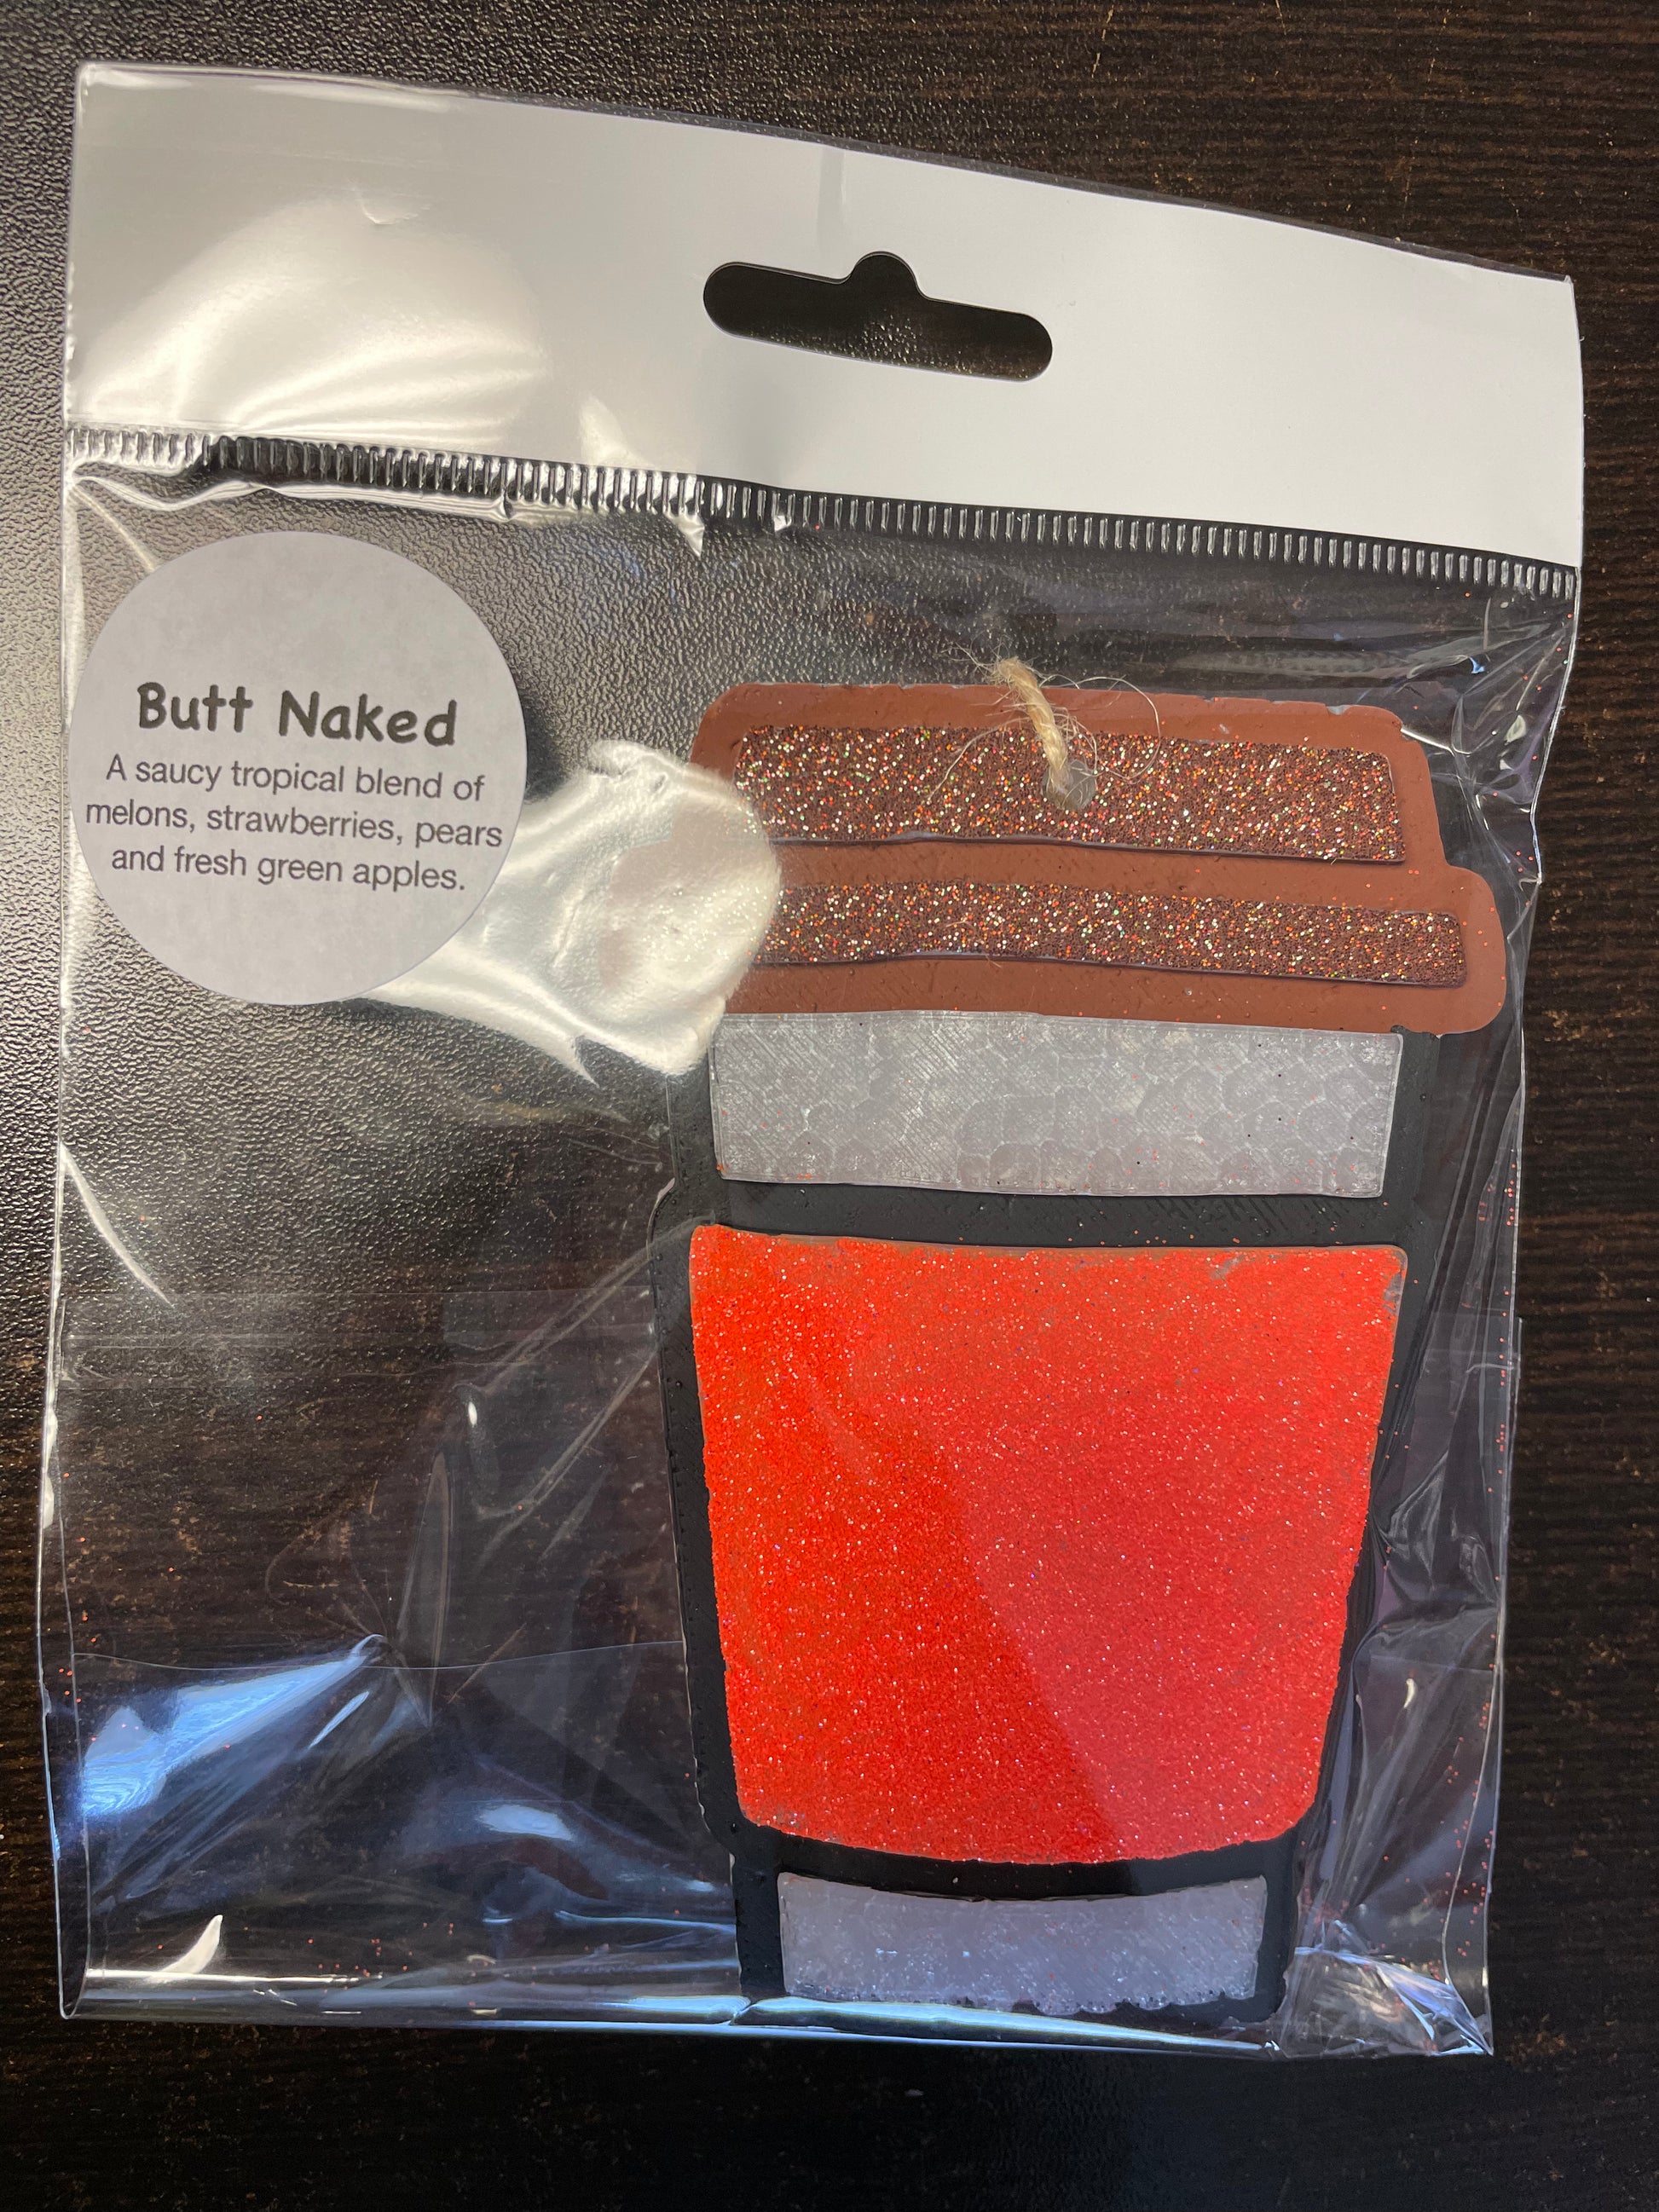 Butt Naked
A saucy tropical blend of
melons, strawberries, pears
and fresh green apples.